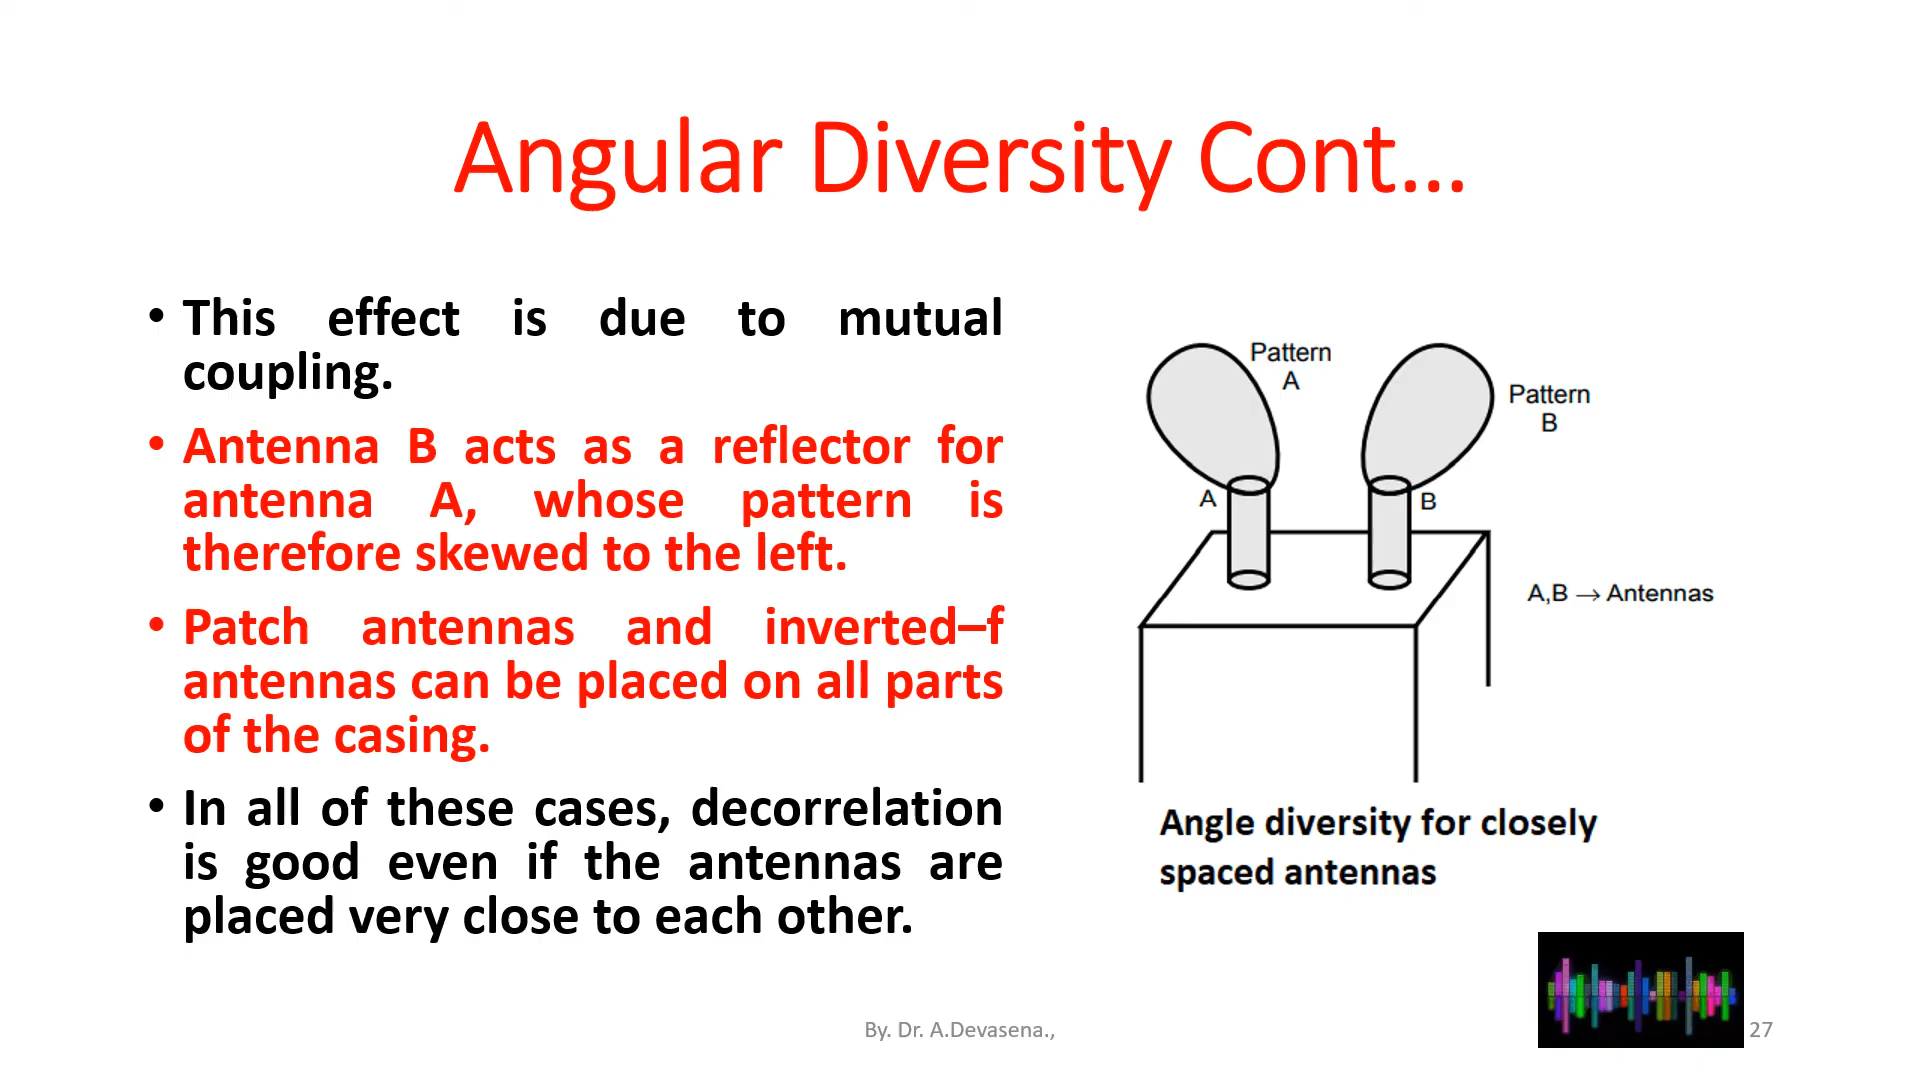 Angular Diversity Cont...
• This effect is due to mutual
coupling.
• Antenna B acts as a reflector for
antenna A, whose pattern is
therefore skewed to the left.
• Patch antennas and inverted–f
antennas can be placed on all parts
of the casing.
• In all of these cases, decorrelation
is good even if the antennas are
placed very close to each other.
Pattern
A
Pattern
B
A
B
A,B → Antennas
Angle diversity for closely
spaced antennas
By. Dr. A.Devasena.,
27